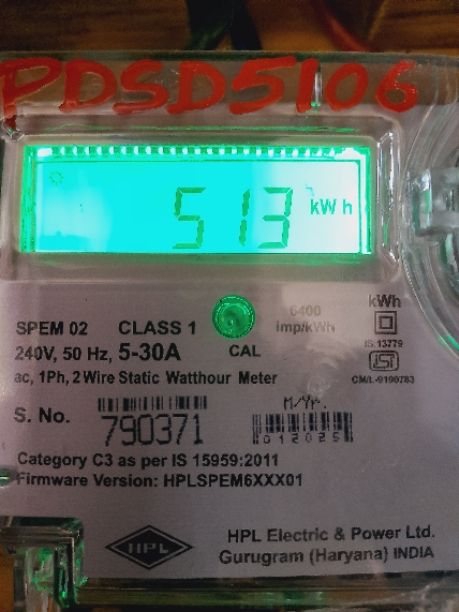 PDSD5106
513 kWh
6400 imp/kWh
kWh
SPEM 02 CLASS 1
240V, 50 Hz, 5-30A
CAL
IS:13779
ac, 1Ph, 2 Wire Static Watthour Meter
CM/L-9190783
S. No. 790371
M/Yr.
012025
Category C3 as per IS 15959:2011
Firmware Version: HPLSPEM6XXX01
HPL
HPL Electric & Power Ltd.
Gurugram (Haryana) INDIA